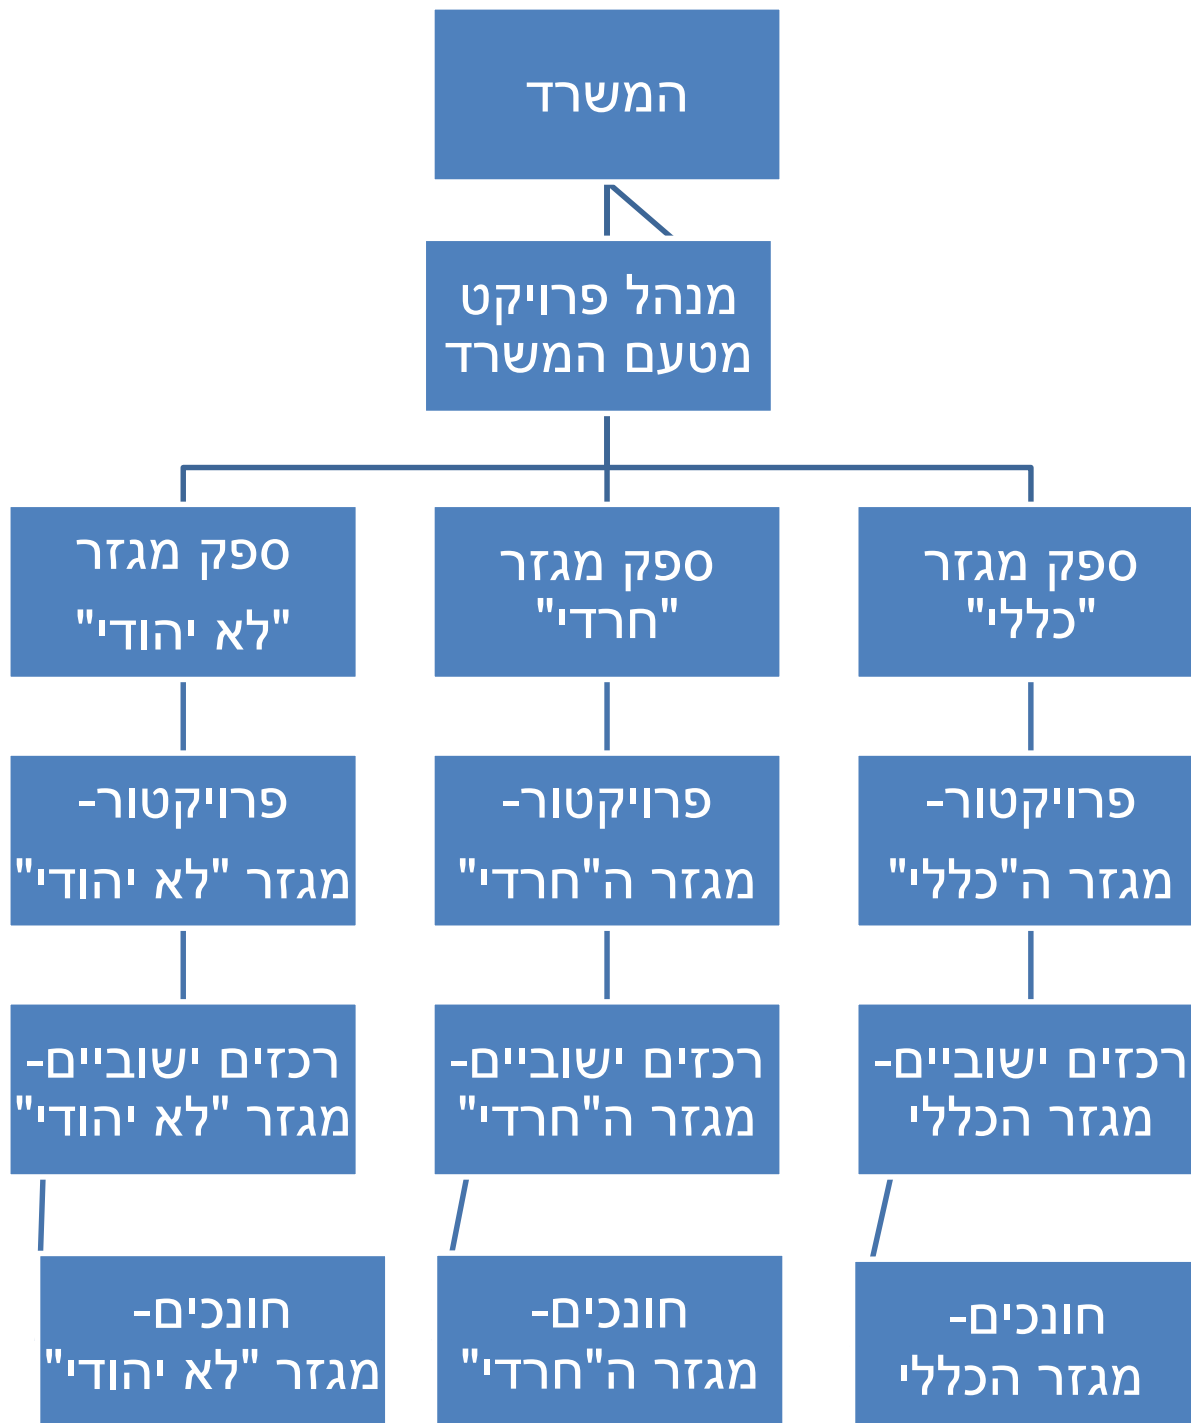 המשרד
מנהל פרויקט
מטעם המשרד
ספק מגזר
"כללי"
ספק מגזר
"חרדי"
ספק מגזר
"לא יהודי"
פרויקטור-
מגזר ה"כללי"
פרויקטור-
מגזר ה"חרדי"
פרויקטור-
מגזר "לא יהודי"
רכזים ישוביים-
מגזר הכללי
רכזים ישוביים-
מגזר ה"חרדי"
רכזים ישוביים-
מגזר "לא יהודי"
חונכים-
מגזר הכללי
חונכים-
מגזר ה"חרדי"
חונכים-
מגזר "לא יהודי"